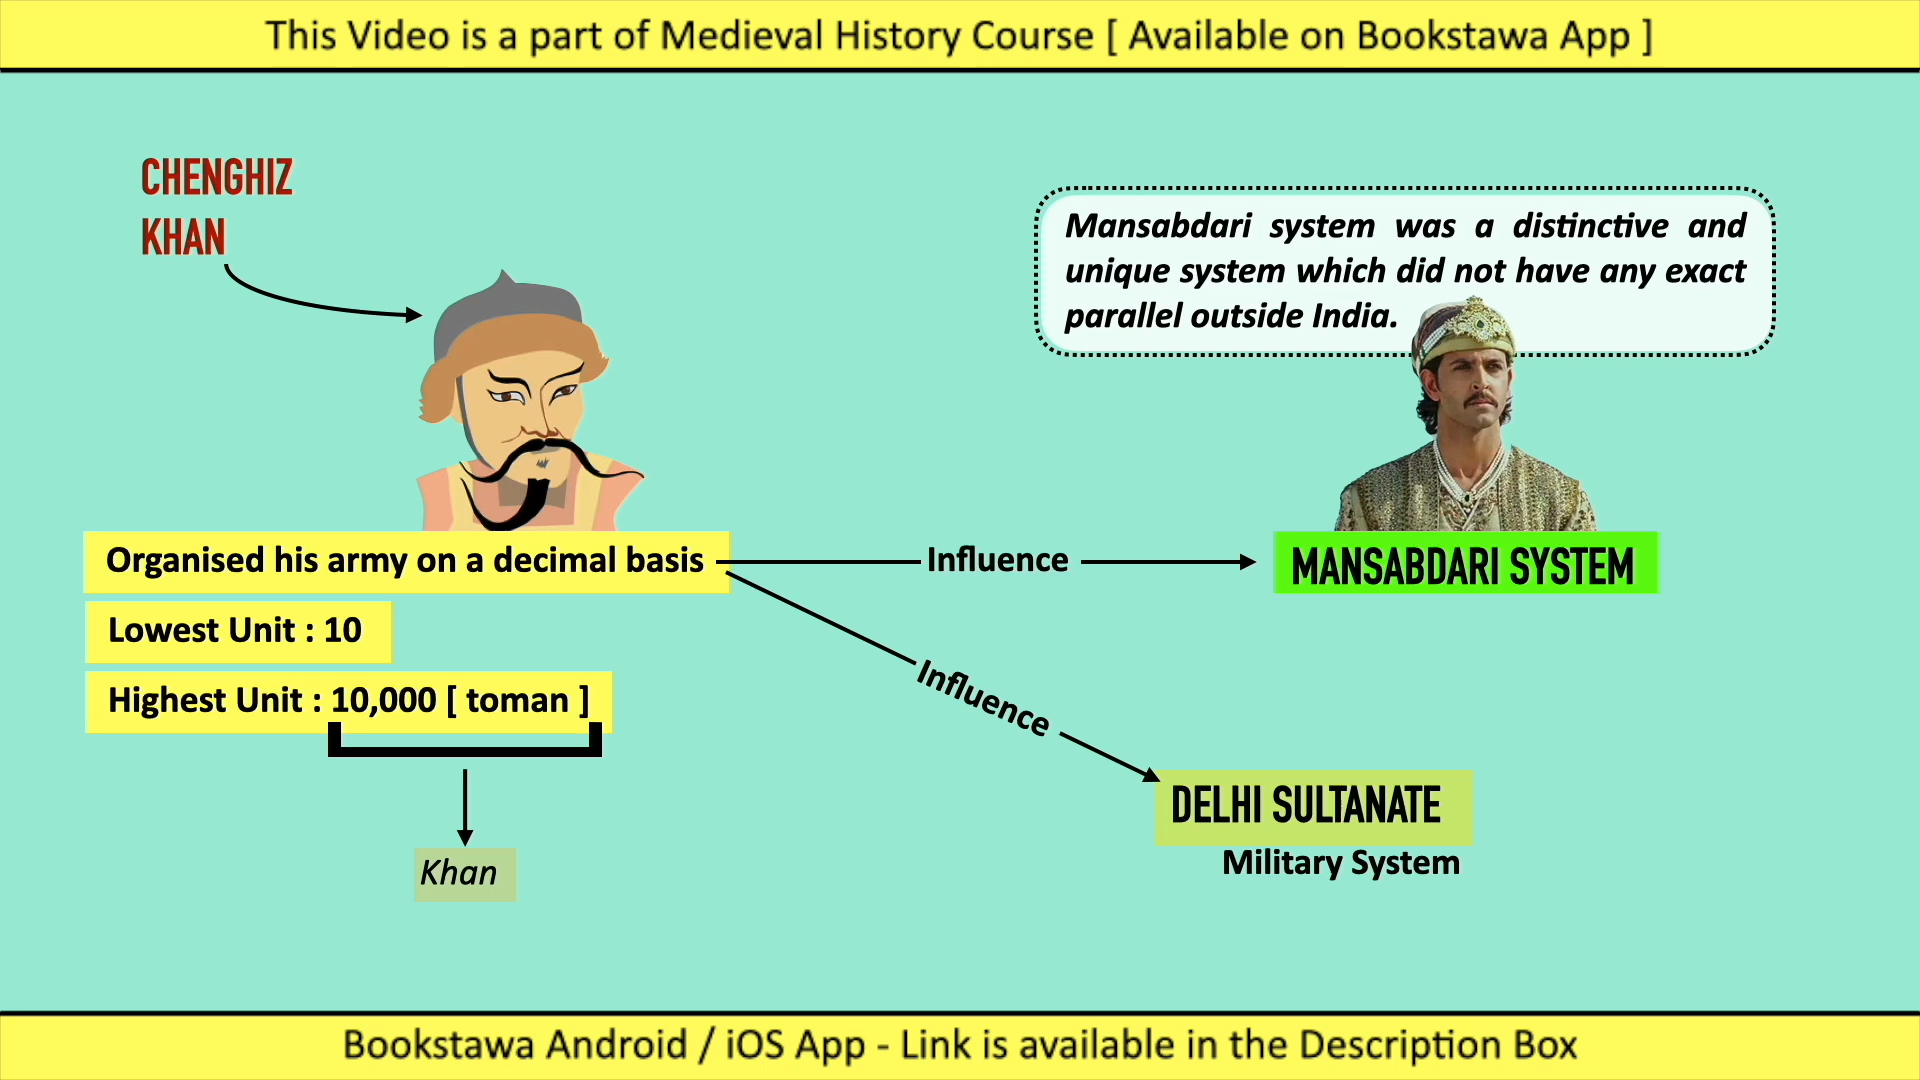 This Video is a part of Medieval History Course [ Available on Bookstawa App ]
CHENGHIZ
KHAN
Mansabdari system was a distinctive and
unique system which did not have any exact
parallel outside India.
Organised his army on a decimal basis
Influence
MANSABDARI SYSTEM
Lowest Unit : 10
Highest Unit : 10,000 [ toman ]
Influence
DELHI SULTANATE
Military System
Khan
Bookstawa Android / iOS App - Link is available in the Description Box